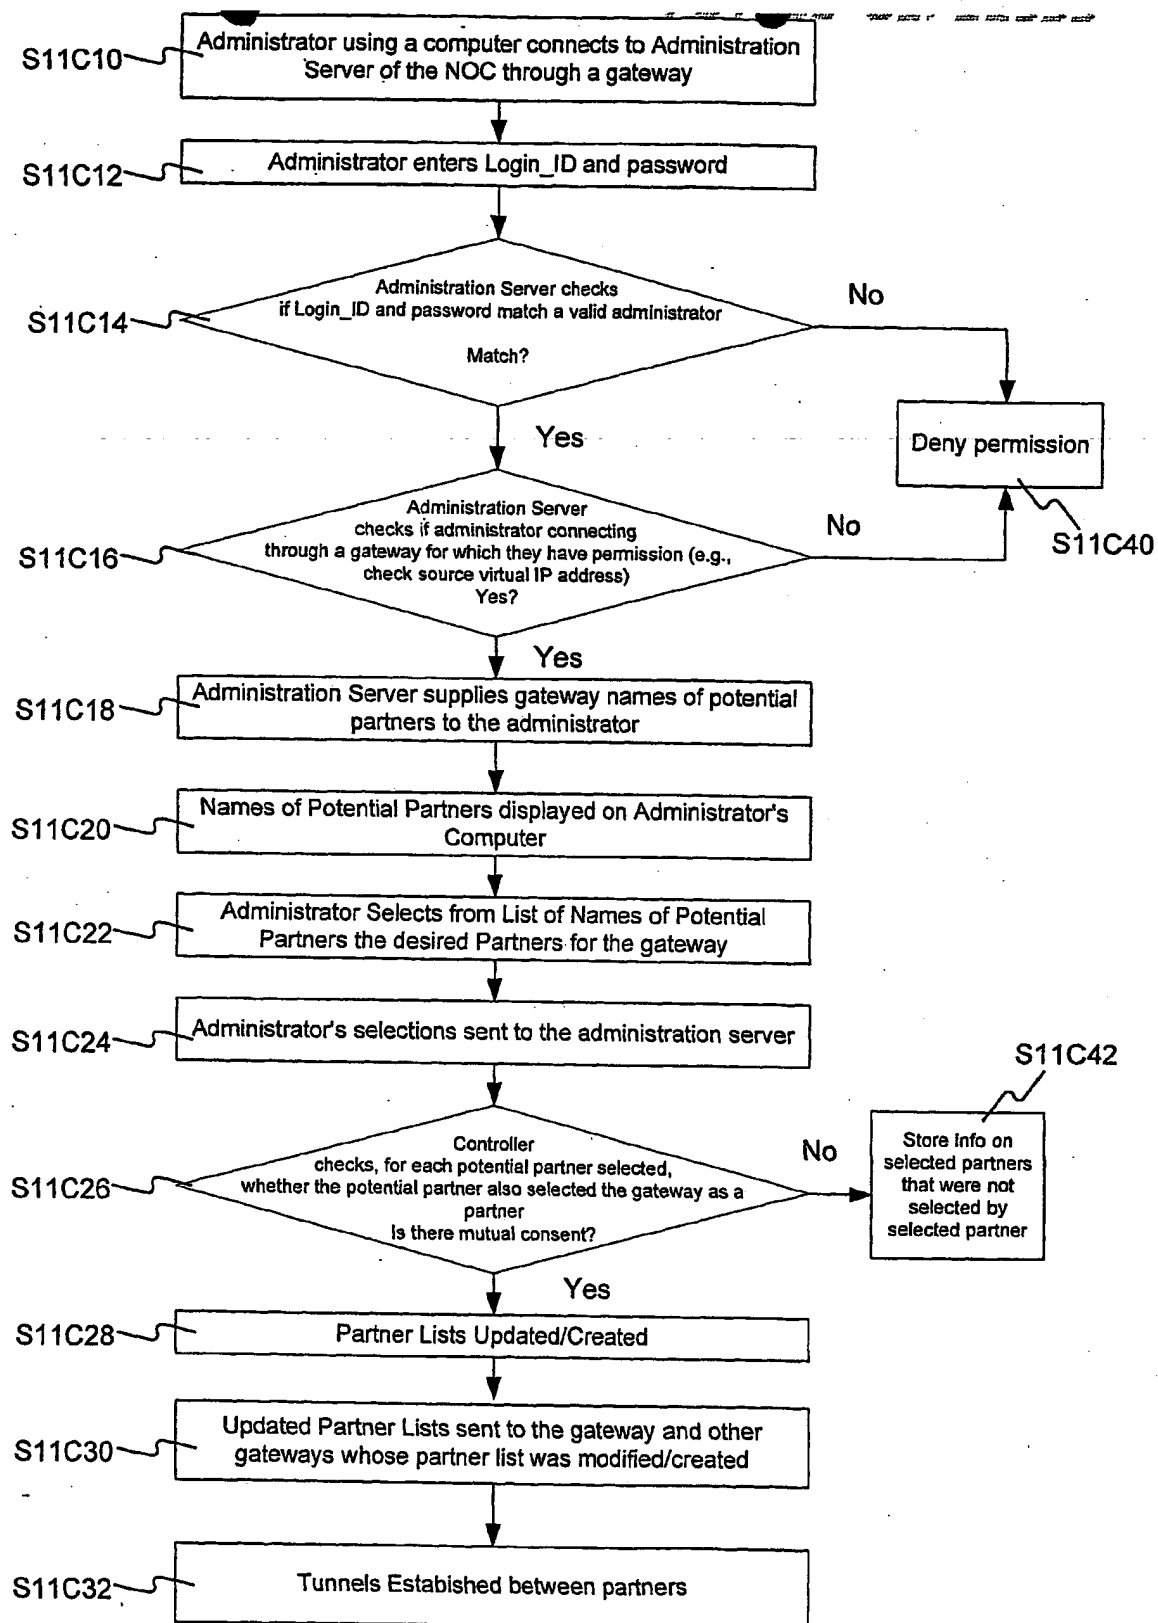 S11C10
Administrator using a computer connects to Administration
Server of the NOC through a gateway
S11C12
Administrator enters Login_ID and password
S11C14
Administration Server checks
if Login_ID and password match a valid administrator
Match?
No
Yes
Deny permission
S11C40
S11C16
Administration Server
checks if administrator connecting
through a gateway for which they have permission (e.g.,
check source virtual IP address)
Yes?
No
Yes
S11C18
Administration Server supplies gateway names of potential
partners to the administrator
S11C20
Names of Potential Partners displayed on Administrator's
Computer
S11C22
Administrator Selects from List of Names of Potential
Partners the desired Partners for the gateway
S11C24
Administrator's selections sent to the administration server
S11C26
Controller
checks, for each potential partner selected,
whether the potential partner also selected the gateway as a
partner
Is there mutual consent?
No
S11C42
Store Info on
selected partners
that were not
selected by
selected partner
Yes
S11C28
Partner Lists Updated/Created
S11C30
Updated Partner Lists sent to the gateway and other
gateways whose partner list was modified/created
S11C32
Tunnels Estabished between partners